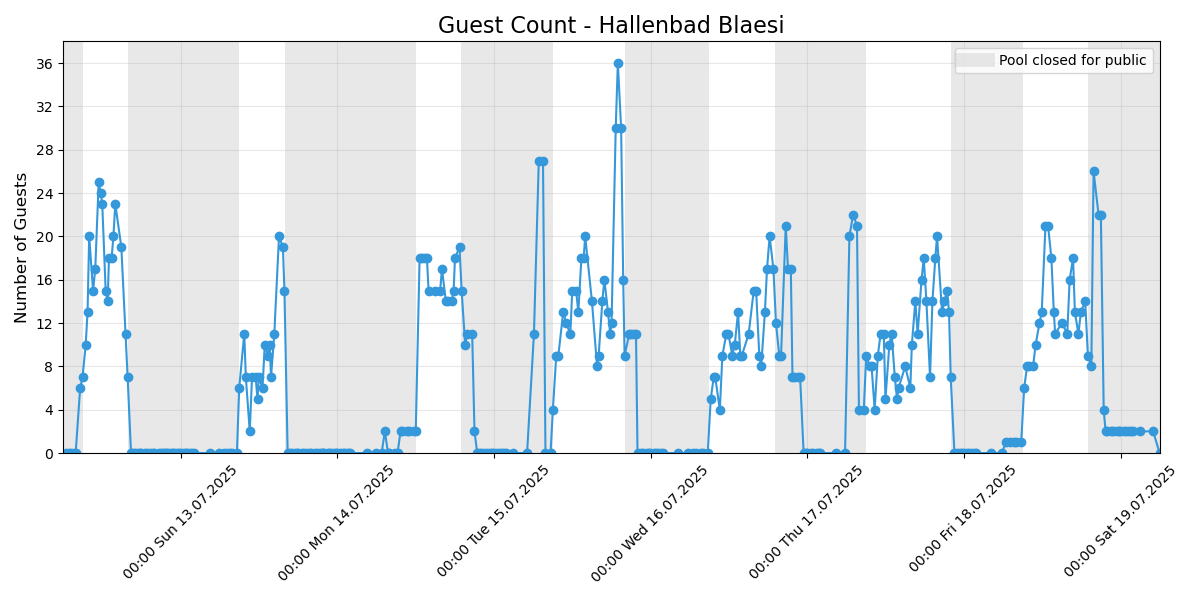 Guest Count - Hallenbad Blaesi
Pool closed for public
Number of Guests
36
32
28
24
20
16
12
8
4
0
00:00 Sun 13.07.2025
00:00 Mon 14.07.2025
00:00 Tue 15.07.2025
00:00 Wed 16.07.2025
00:00 Thu 17.07.2025
00:00 Fri 18.07.2025
00:00 Sat 19.07.2025